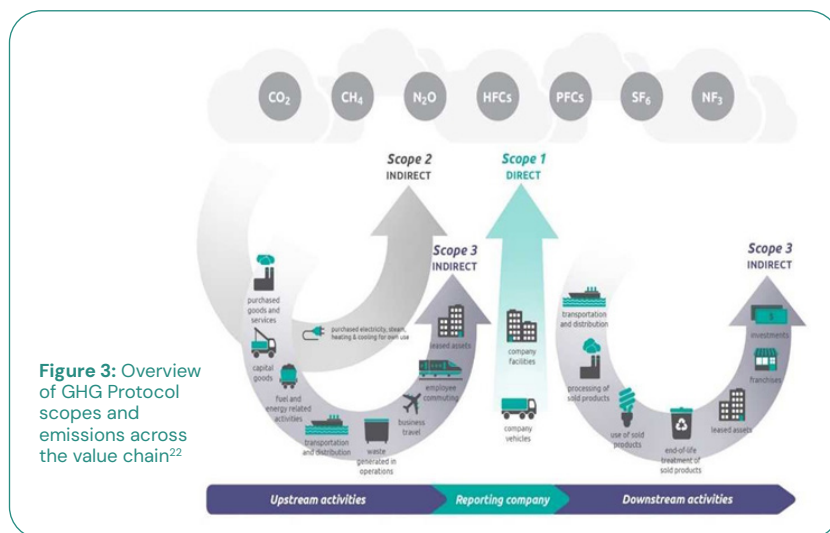 CO2
CH4
N2O
HFCs
PFCs
SF6
NF3
Scope 2
INDIRECT
Scope 1
DIRECT
Scope 3
INDIRECT
Scope 3
INDIRECT
purchased
goods and
services
capital
goods
fuel and
energy related
activities
transportation
and distribution
waste
generated in
operations
business
travel
employee
commuting
leased assets
purchased electricity, steam,
heating & cooling for own use
company
facilities
company
vehicles
transportation
and distribution
processing of
sold products
use of sold
products
end-of-life
treatment of
sold products
leased assets
franchises
$
investments
Upstream activities
Reporting company
Downstream activities
Figure 3: Overview
of GHG Protocol
scopes and
emissions across
the value chain22